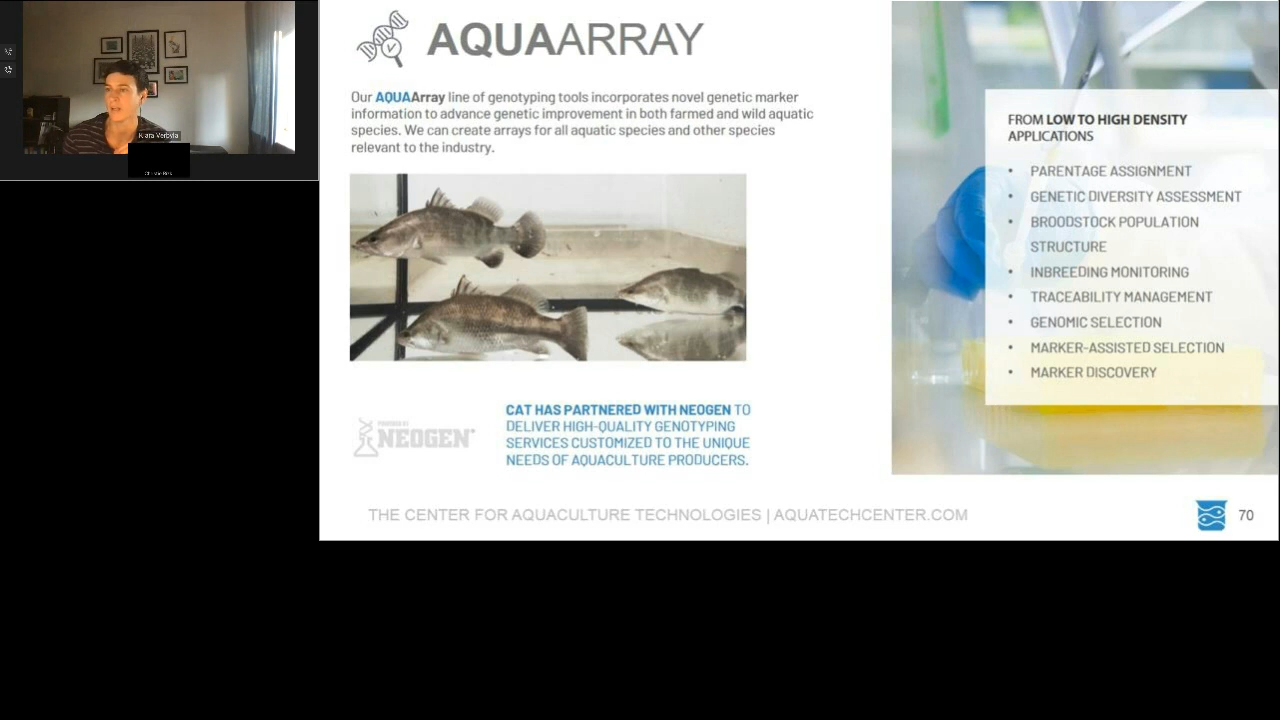 Klara Verbyla
AQUAARRAY
Our AQUAArray line of genotyping tools incorporates novel genetic marker
information to advance genetic improvement in both farmed and wild aquatic
species. We can create arrays for all aquatic species and other species
relevant to the industry.
POWERED BY
NEOGEN®
CAT HAS PARTNERED WITH NEOGEN TO
DELIVER HIGH-QUALITY GENOTYPING
SERVICES CUSTOMIZED TO THE UNIQUE
NEEDS OF AQUACULTURE PRODUCERS.
FROM LOW TO HIGH DENSITY
APPLICATIONS
• PARENTAGE ASSIGNMENT
• GENETIC DIVERSITY ASSESSMENT
• BROODSTOCK POPULATION
STRUCTURE
• INBREEDING MONITORING
• TRACEABILITY MANAGEMENT
• GENOMIC SELECTION
• MARKER-ASSISTED SELECTION
• MARKER DISCOVERY
THE CENTER FOR AQUACULTURE TECHNOLOGIES | AQUATECHCENTER.COM
70